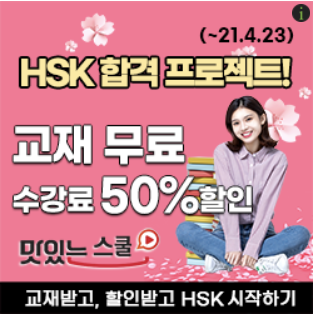 (~21.4.23)
HSK 합격 프로젝트!
교재 무료
수강료 50%할인
맛있는 스쿨
교재받고, 할인받고 HSK 시작하기